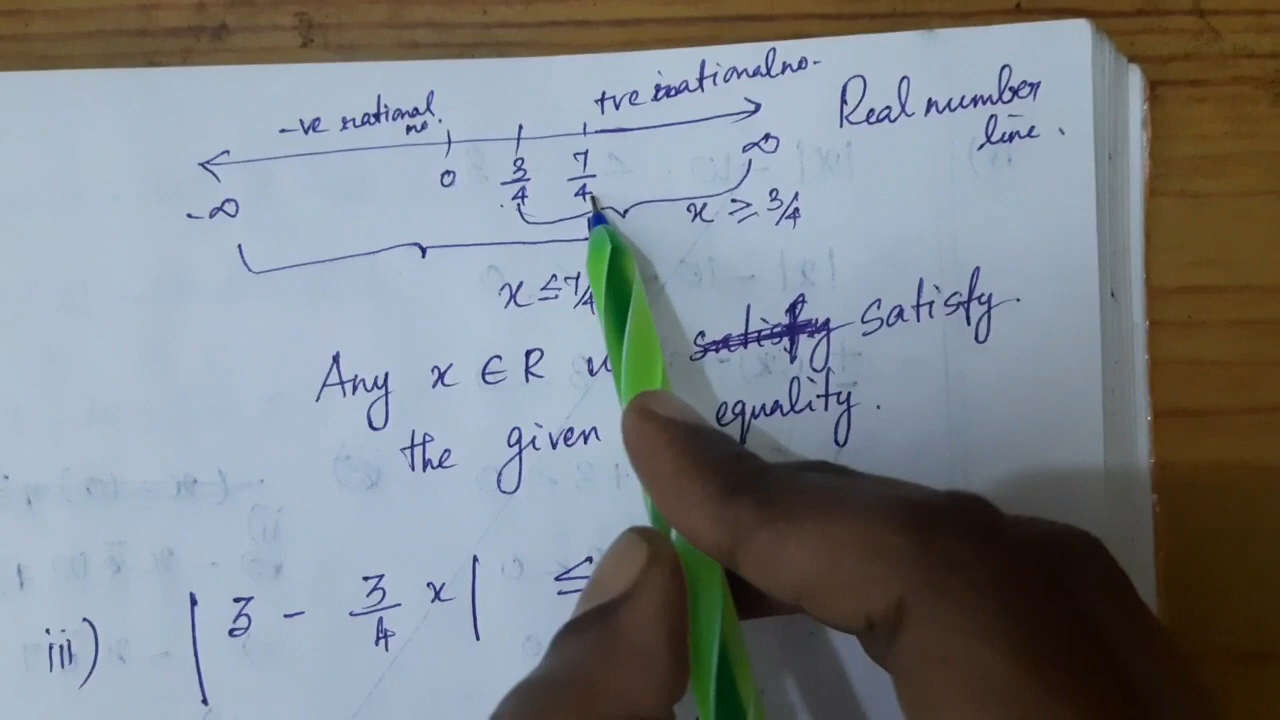 -ve rational no.
+ve rational no.
Real number line.
0 3/4 7/4
-∞ ∞
x ≥ 3/4
x ≤ 7/4
Any x ∈ R satisfy.
the given equality.
iii) | 3 - 3/4 x | ≤